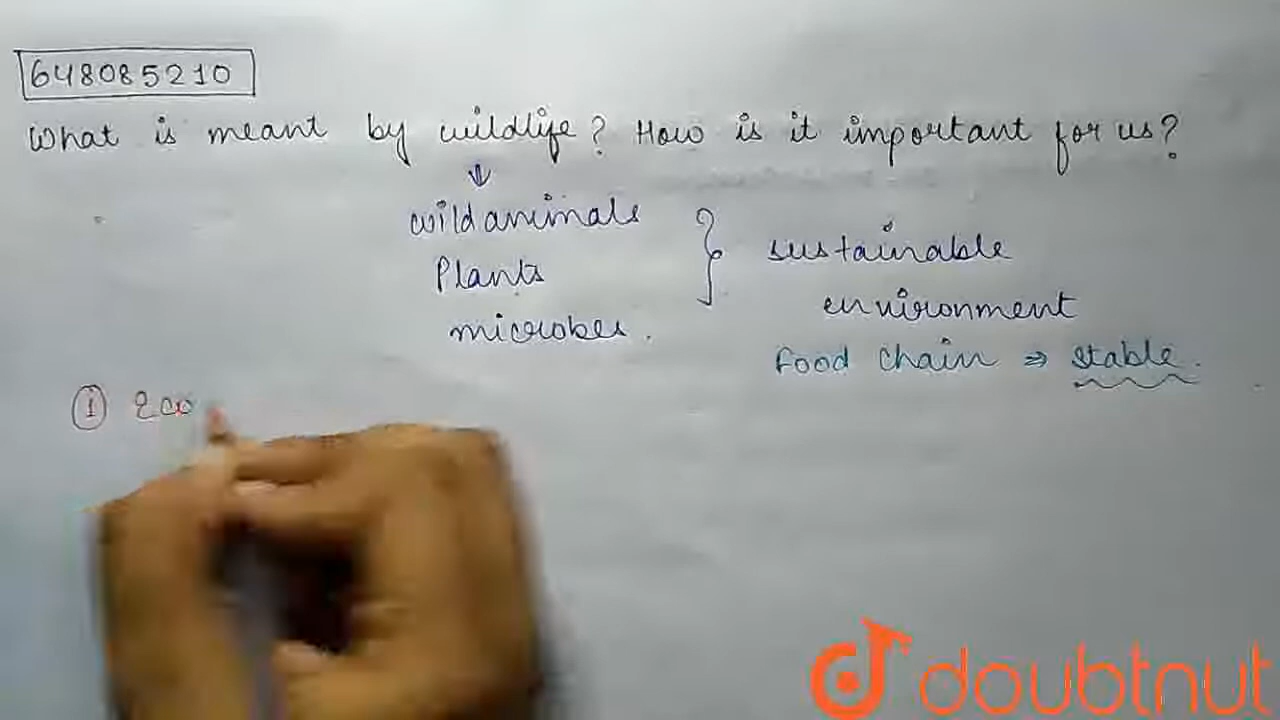 648085210
What is meant by wildlife? How is it important for us?
wild animals
Plants
microbes.
sustainable
environment
food chain ⇒ stable.
(i) eco
doubtnut